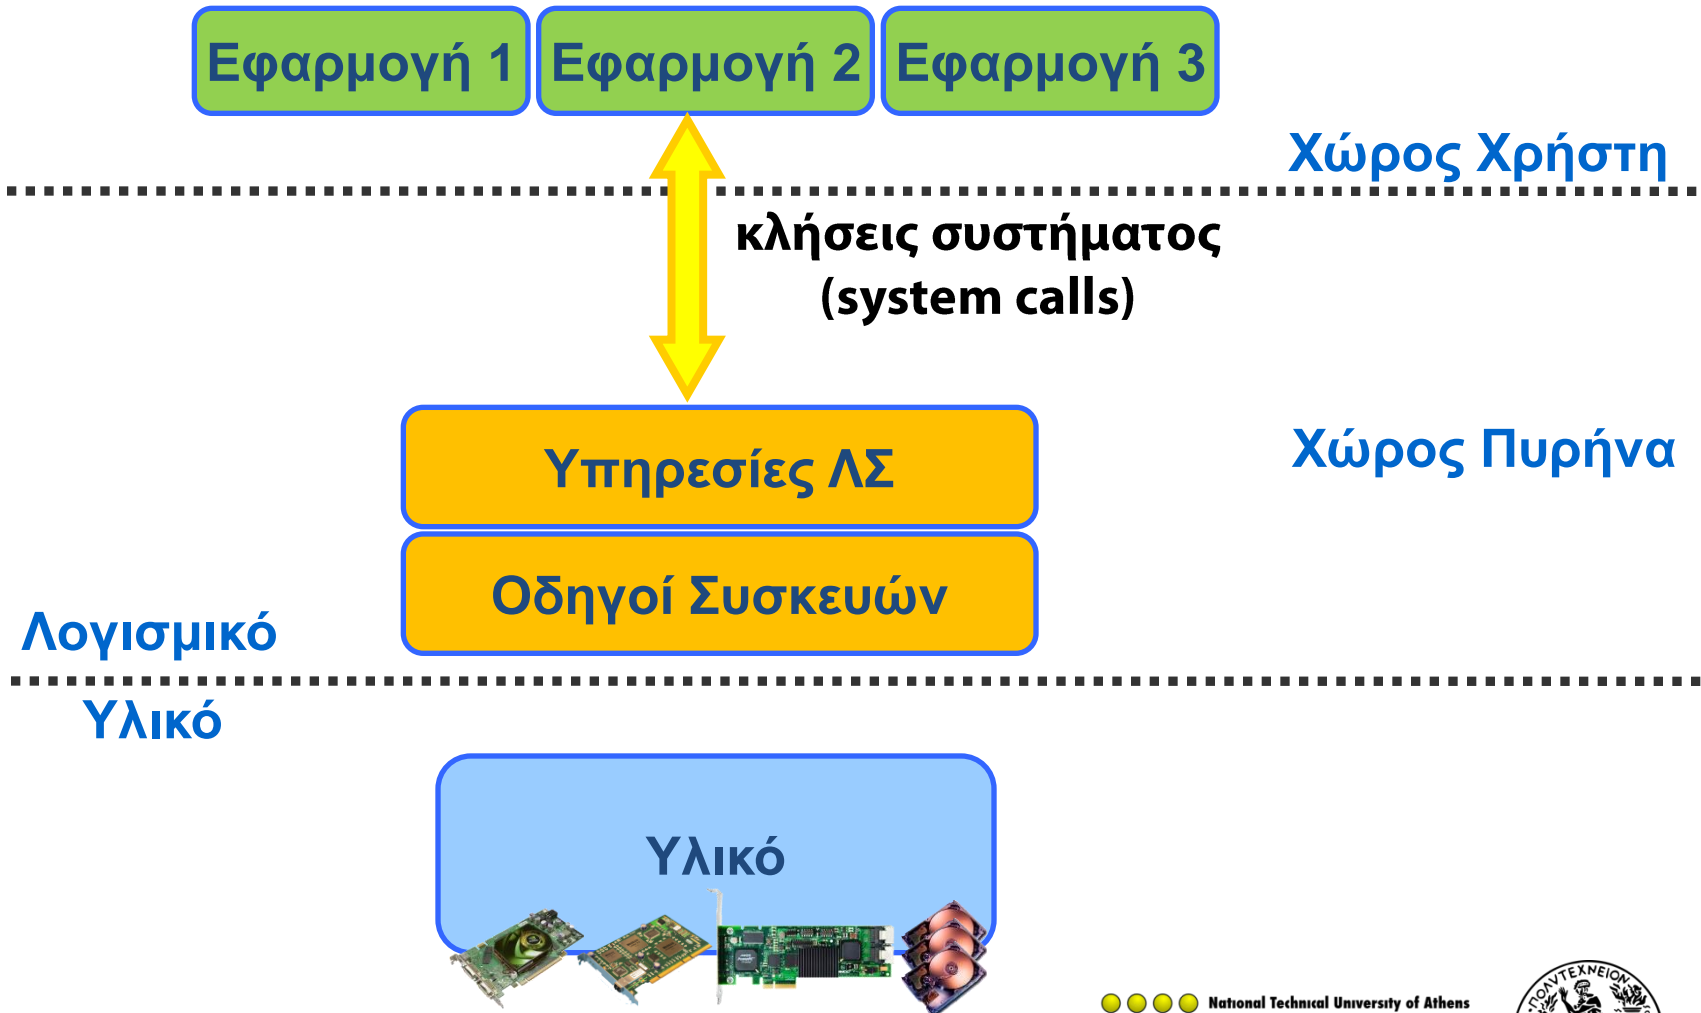 Εφαρμογή 1
Εφαρμογή 2
Εφαρμογή 3
Χώρος Χρήστη
κλήσεις συστήματος
(system calls)
Υπηρεσίες ΛΣ
Χώρος Πυρήνα
Οδηγοί Συσκευών
Λογισμικό
Υλικό
Υλικό
National Technical University of Athens